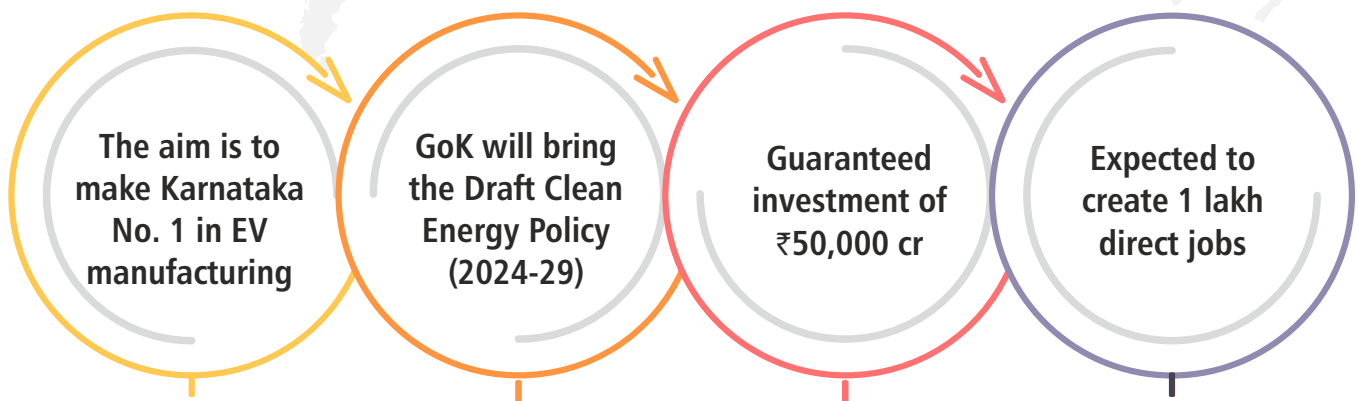 The aim is to
make Karnataka
No. 1 in EV
manufacturing
GoK will bring
the Draft Clean
Energy Policy
(2024-29)
Guaranteed
investment of
₹50,000 cr
Expected to
create 1 lakh
direct jobs